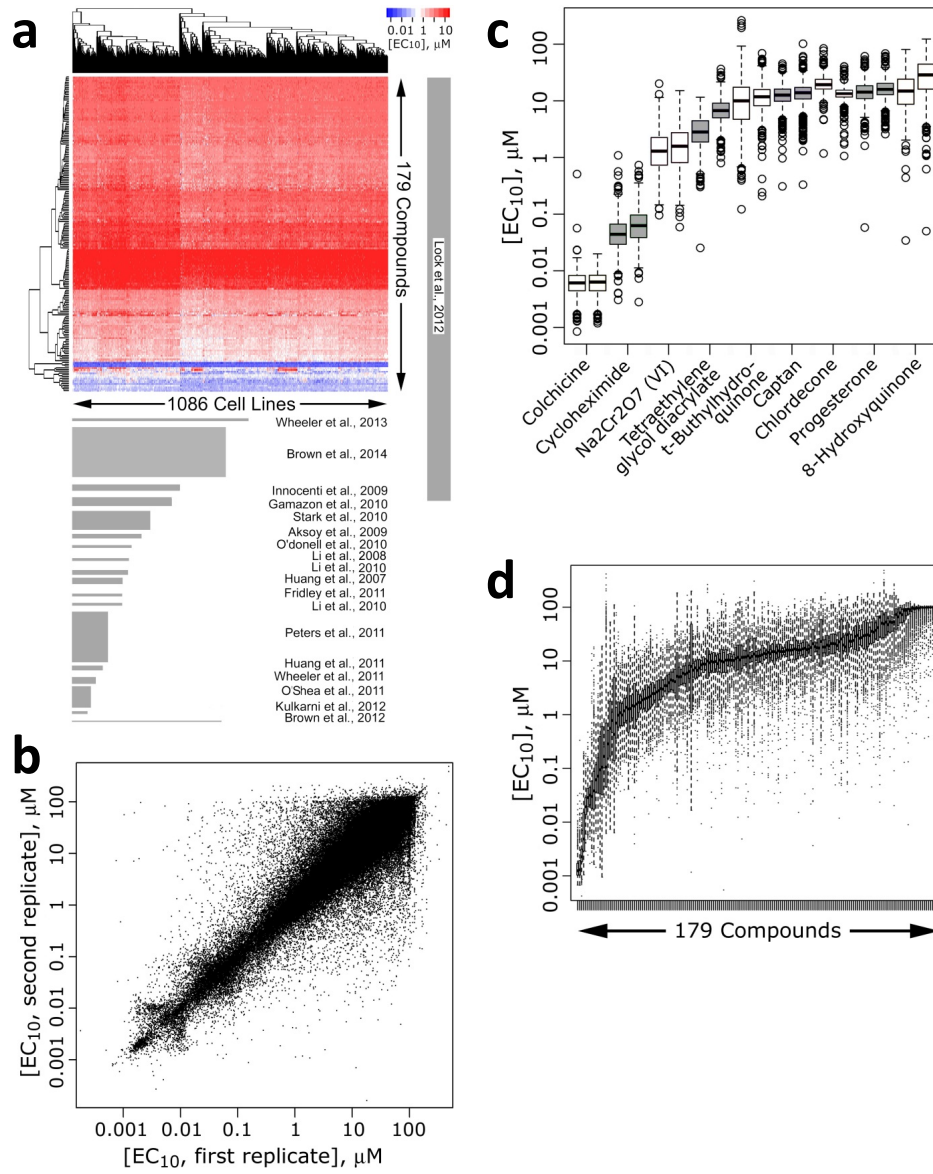 a
0.01 1 100
[EC10], μM
179 Compounds
Lock et al., 2012
1086 Cell Lines
Wheeler et al., 2013
Brown et al., 2014
Innocenti et al., 2009
Gamazon et al., 2010
Stark et al., 2010
Aksoy et al., 2009
O'donell et al., 2010
Li et al., 2008
Li et al., 2010
Huang et al., 2007
Fridley et al., 2011
Li et al., 2010
Peters et al., 2011
Huang et al., 2011
Wheeler et al., 2011
O'Shea et al., 2011
Kulkarni et al., 2012
Brown et al., 2012
b
[EC10, second replicate], μM
100
10
1
0.1
0.01
0.001
0.001 0.01 0.1 1 10 100
[EC10, first replicate], μM
c
[EC10], μM
100
10
1
0.1
0.01
0.001
Colchicine
Cycloheximide
Na2Cr2O7 (VI)
Tetraethylene
glycol diacrylate
t-Buthylhydro-
quinone
Captan
Chlordecone
Progesterone
8-Hydroxyquinone
d
[EC10], μM
100
10
1
0.1
0.01
0.001
179 Compounds